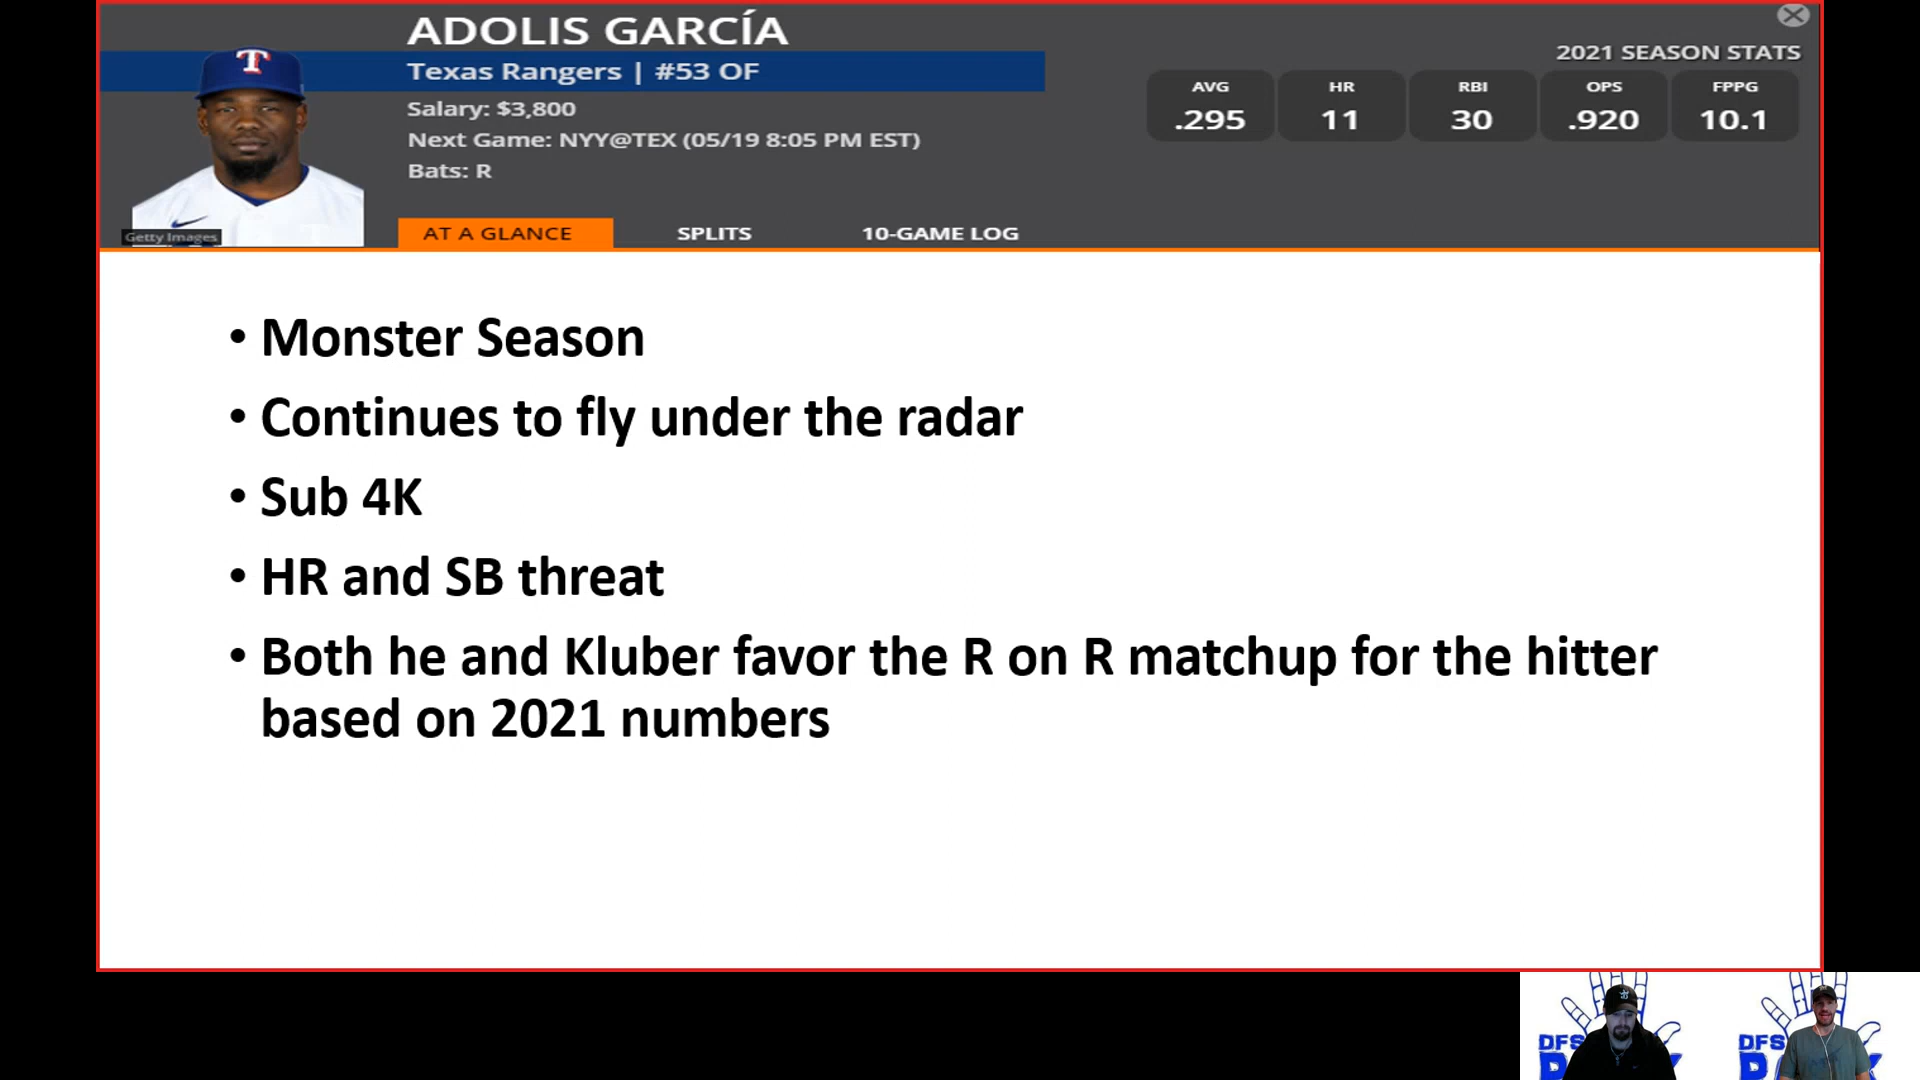 ADOLIS GARCÍA
Texas Rangers | #53 OF
Salary: $3,800
Next Game: NYY@TEX (05/19 8:05 PM EST)
Bats: R
2021 SEASON STATS
AVG HR RBI OPS FPPG
.295 11 30 .920 10.1
T
Getty Images
AT A GLANCE SPLITS 10-GAME LOG
• Monster Season
• Continues to fly under the radar
• Sub 4K
• HR and SB threat
• Both he and Kluber favor the R on R matchup for the hitter
based on 2021 numbers
DFS
DFS